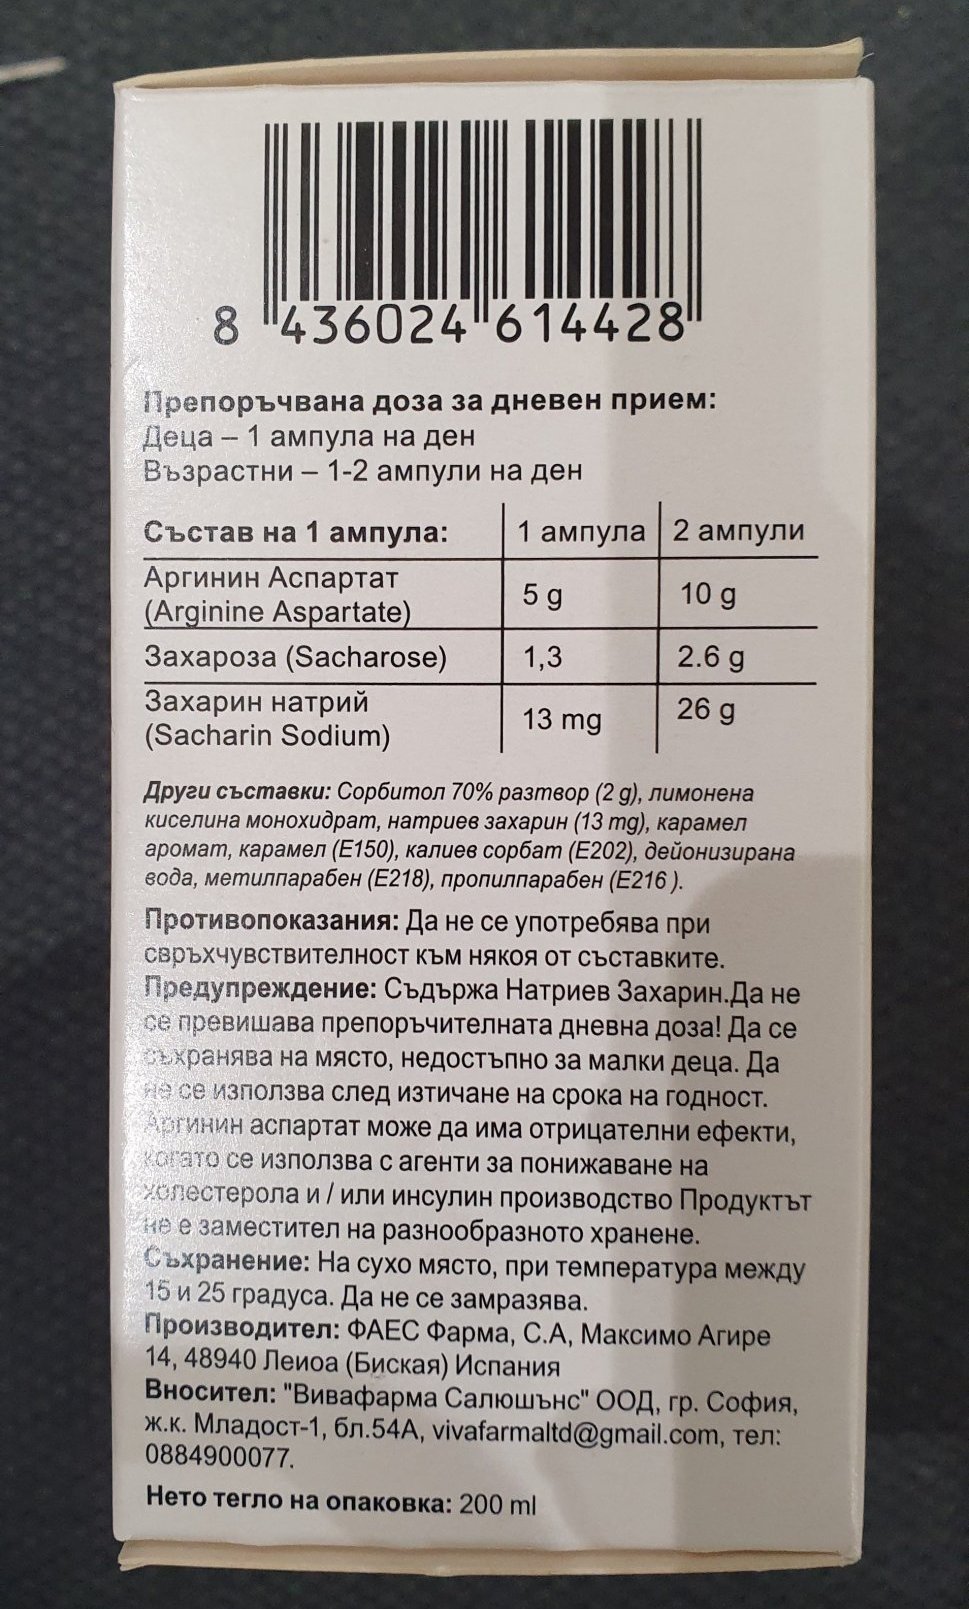 8 436024 614428
Препоръчвана доза за дневен прием:
Деца – 1 ампула на ден
Възрастни – 1-2 ампули на ден
Състав на 1 ампула: 1 ампула 2 ампули
Аргинин Аспартат
(Arginine Aspartate) 5 g 10 g
Захароза (Sacharose) 1,3 2.6 g
Захарин натрий
(Sacharin Sodium) 13 mg 26 g
Други съставки: Сорбитол 70% разтвор (2 g), лимонена
киселина монохидрат, натриев захарин (13 mg), карамел
аромат, карамел (E150), калиев сорбат (E202), дейонизирана
вода, метилпарабен (E218), пропилпарабен (E216 ).
Противопоказания: Да не се употребява при
свръхчувствителност към някоя от съставките.
Предупреждение: Съдържа Натриев Захарин.Да не
се превишава препоръчителната дневна доза! Да се
съхранява на място, недостъпно за малки деца. Да
не се използва след изтичане на срока на годност.
Аргинин аспартат може да има отрицателни ефекти,
когато се използва с агенти за понижаване на
холестерола и / или инсулин производство Продуктът
не е заместител на разнообразното хранене.
Съхранение: На сухо място, при температура между
15 и 25 градуса. Да не се замразява.
Производител: ФАЕС Фарма, С.А, Максимо Агире
14, 48940 Леиоа (Биская) Испания
Вносител: "Вивафарма Салюшънс" ООД, гр. София,
ж.к. Младост-1, бл.54А, vivafarmaltd@gmail.com, тел:
0884900077.
Нето тегло на опаковка: 200 ml